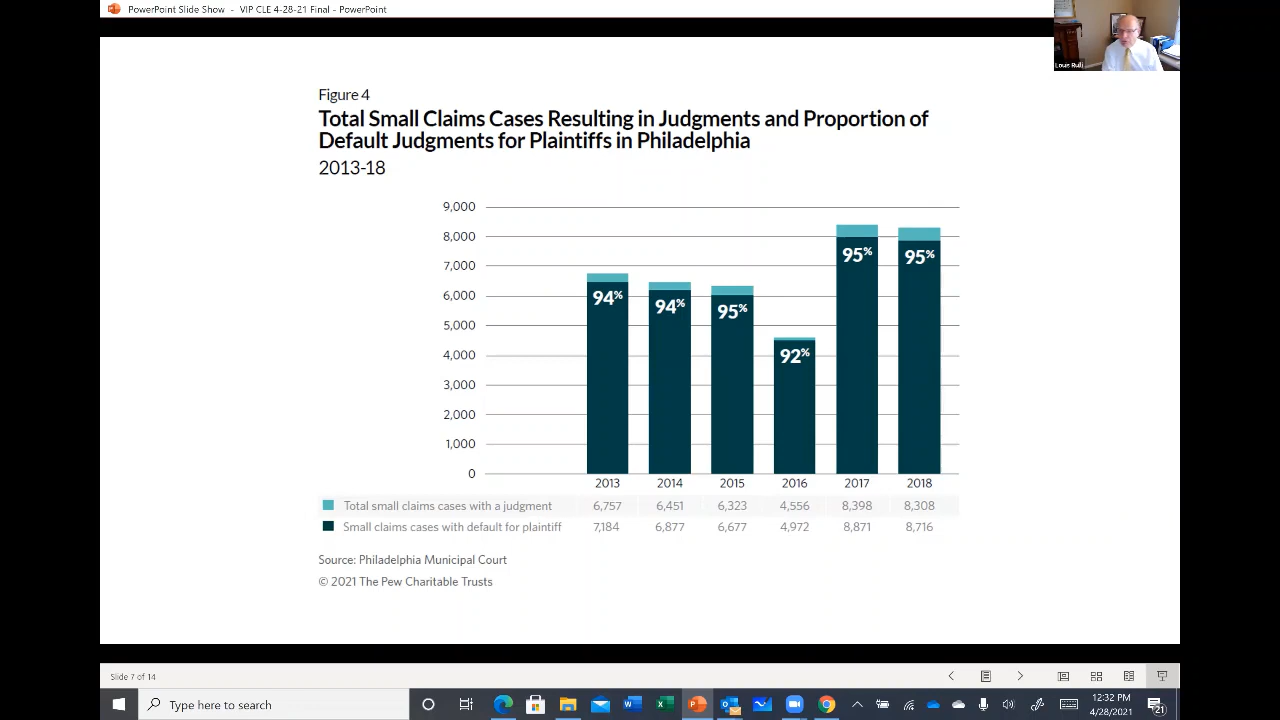 PowerPoint Slide Show - VIP CLE 4-28-21 Final - PowerPoint
Louis Rulli
Figure 4
Total Small Claims Cases Resulting in Judgments and Proportion of
Default Judgments for Plaintiffs in Philadelphia
2013-18
9,000
8,000
7,000
6,000
5,000
4,000
3,000
2,000
1,000
0
94%
94%
95%
92%
95%
95%
2013 2014 2015 2016 2017 2018
Total small claims cases with a judgment 6,757 6,451 6,323 4,556 8,398 8,308
Small claims cases with default for plaintiff 7,184 6,877 6,677 4,972 8,871 8,716
Source: Philadelphia Municipal Court
© 2021 The Pew Charitable Trusts
Slide 7 of 14
Type here to search
12:32 PM
4/28/2021
21